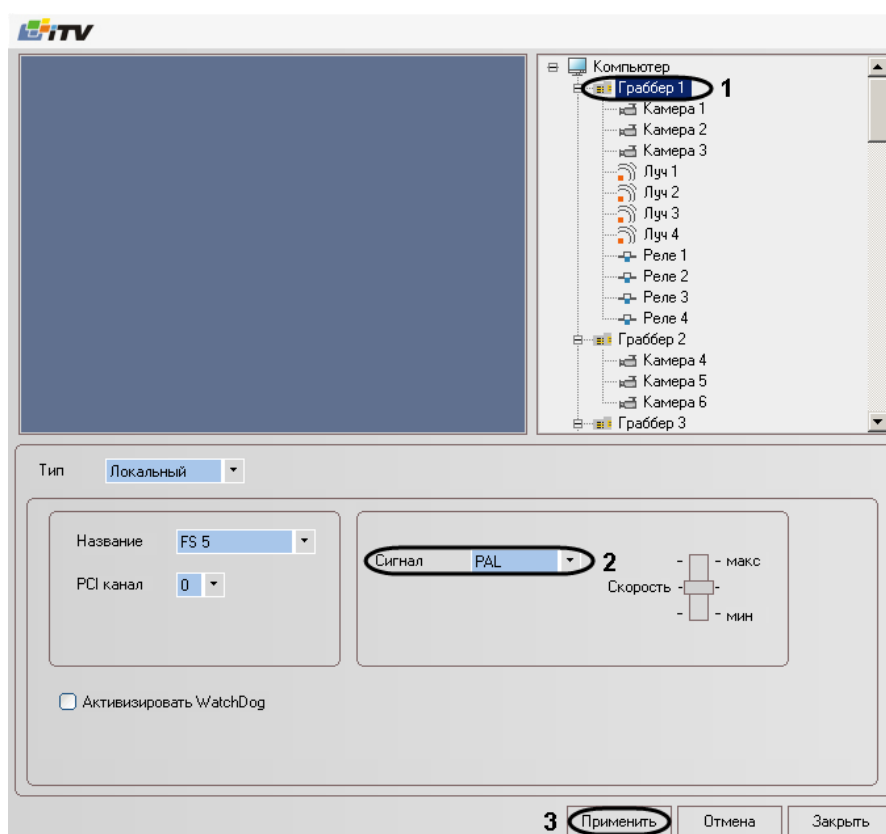 iTV
Компьютер
Граббер 1 1
Камера 1
Камера 2
Камера 3
Луч 1
Луч 2
Луч 3
Луч 4
Реле 1
Реле 2
Реле 3
Реле 4
Граббер 2
Камера 4
Камера 5
Камера 6
Граббер 3
Тип Локальный
Название FS 5
PCI канал 0
Сигнал PAL 2
- макс
Скорость
- мин
Активизировать WatchDog
3 Применить Отмена Закрыть